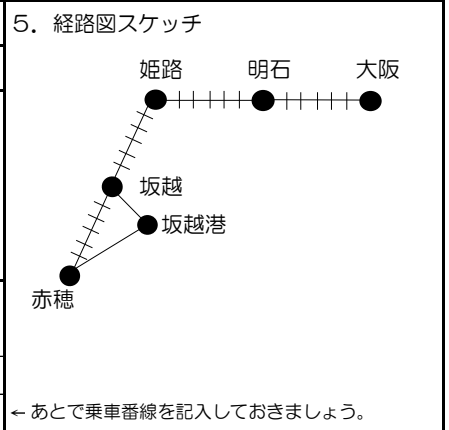 5．経路図スケッチ
姫路 明石 大阪
坂越
坂越港
赤穂
←あとで乗車番線を記入しておきましょう。